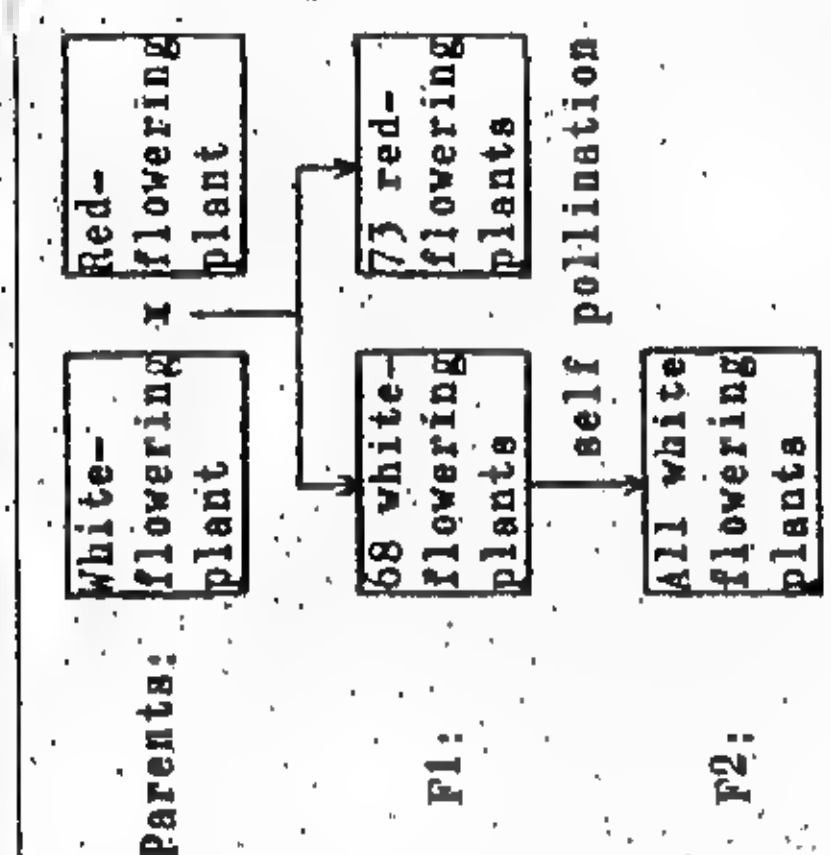 Parents:
White-
flowering
plant
x
Red-
flowering
plant
F1:
68 white-
flowering
plants
73 red-
flowering
plants
self pollination
F2:
All white
flowering
plants